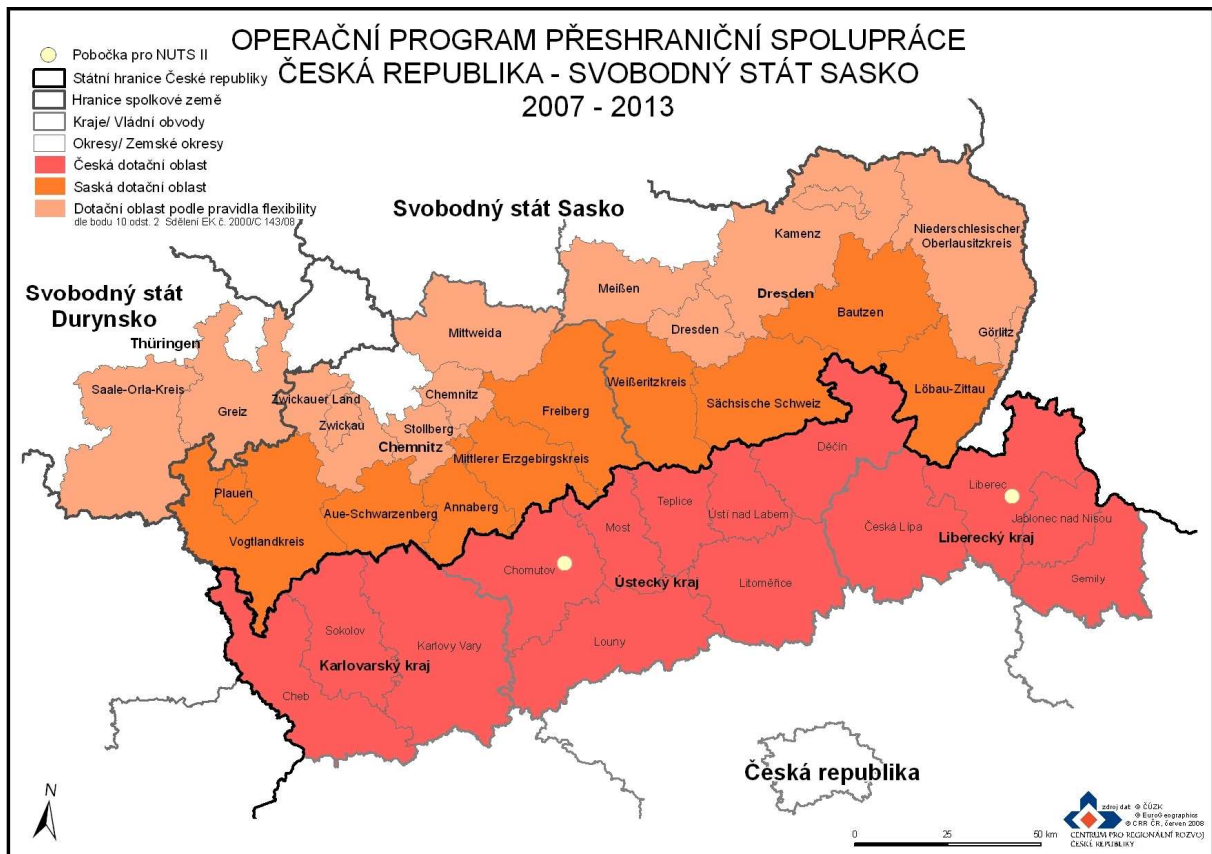 OPERAČNÍ PROGRAM PŘESHRANIČNÍ SPOLUPRÁCE
ČESKÁ REPUBLIKA - SVOBODNÝ STÁT SASKO
2007 - 2013
Pobočka pro NUTS II
Státní hranice České republiky
Hranice spolkové země
Kraje/ Vládní obvody
Okresy/ Zemské okresy
Česká dotační oblast
Saská dotační oblast
Dotační oblast podle pravidla flexibility
dle bodu 10 odst. 2 Sdělení EK č. 2000/C 143/08
Svobodný stát Sasko
Svobodný stát
Durynsko
Thüringen
Saale-Orla-Kreis
Greiz
Zwickauer Land
Zwickau
Chemnitz
Stollberg
Chemnitz
Mittweida
Meißen
Dresden
Dresden
Kamenz
Niederschlesischer
Oberlausitzkreis
Bautzen
Görlitz
Löbau-Zittau
Sächsische Schweiz
Weißeritzkreis
Freiberg
Mittlerer Erzgebirgskreis
Annaberg
Aue-Schwarzenberg
Plauen
Vogtlandkreis
Děčín
Liberec
Jablonec nad Nisou
Liberecký kraj
Česká Lípa
Gemily
Teplice
Ústí nad Labem
Most
Chomutov
Ústecký kraj
Litoměřice
Louny
Sokolov
Karlovy Vary
Karlovarský kraj
Cheb
Česká republika
N
0 25 50 km
zdroj dat: © ČÚZK
© EuroGeographics
© CRR ČR, červen 2008
CENTRUM PRO REGIONÁLNÍ ROZVOJ
ČESKÉ REPUBLIKY